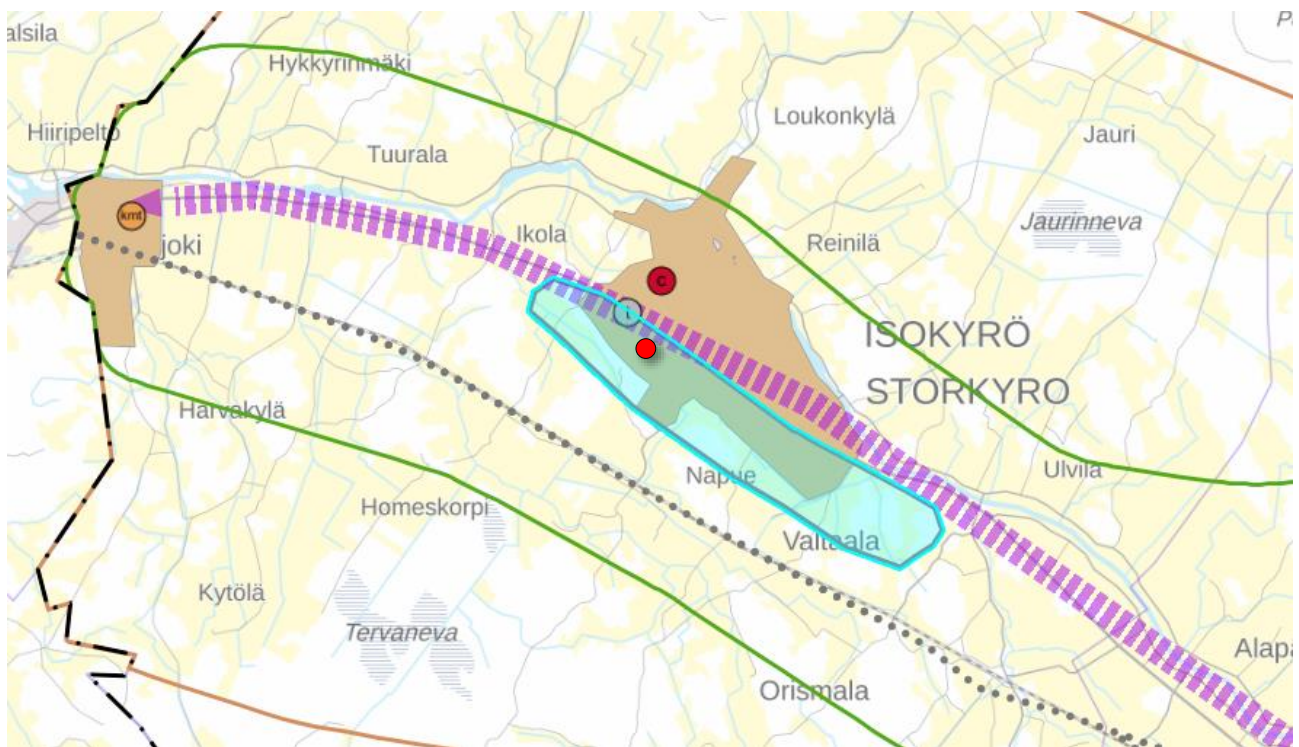 alsila
Hykkyrinmäki
Hiiripelto
Tuurala
Loukonkylä
Jauri
kmt
joki
Ikola
Reinilä
Jaurinneva
c
ISOKYRÖ
STORKYRO
Harvakylä
Napue
Ulvila
Homeskorpi
Valtaala
Kytölä
Tervaneva
Orismala
Alapa